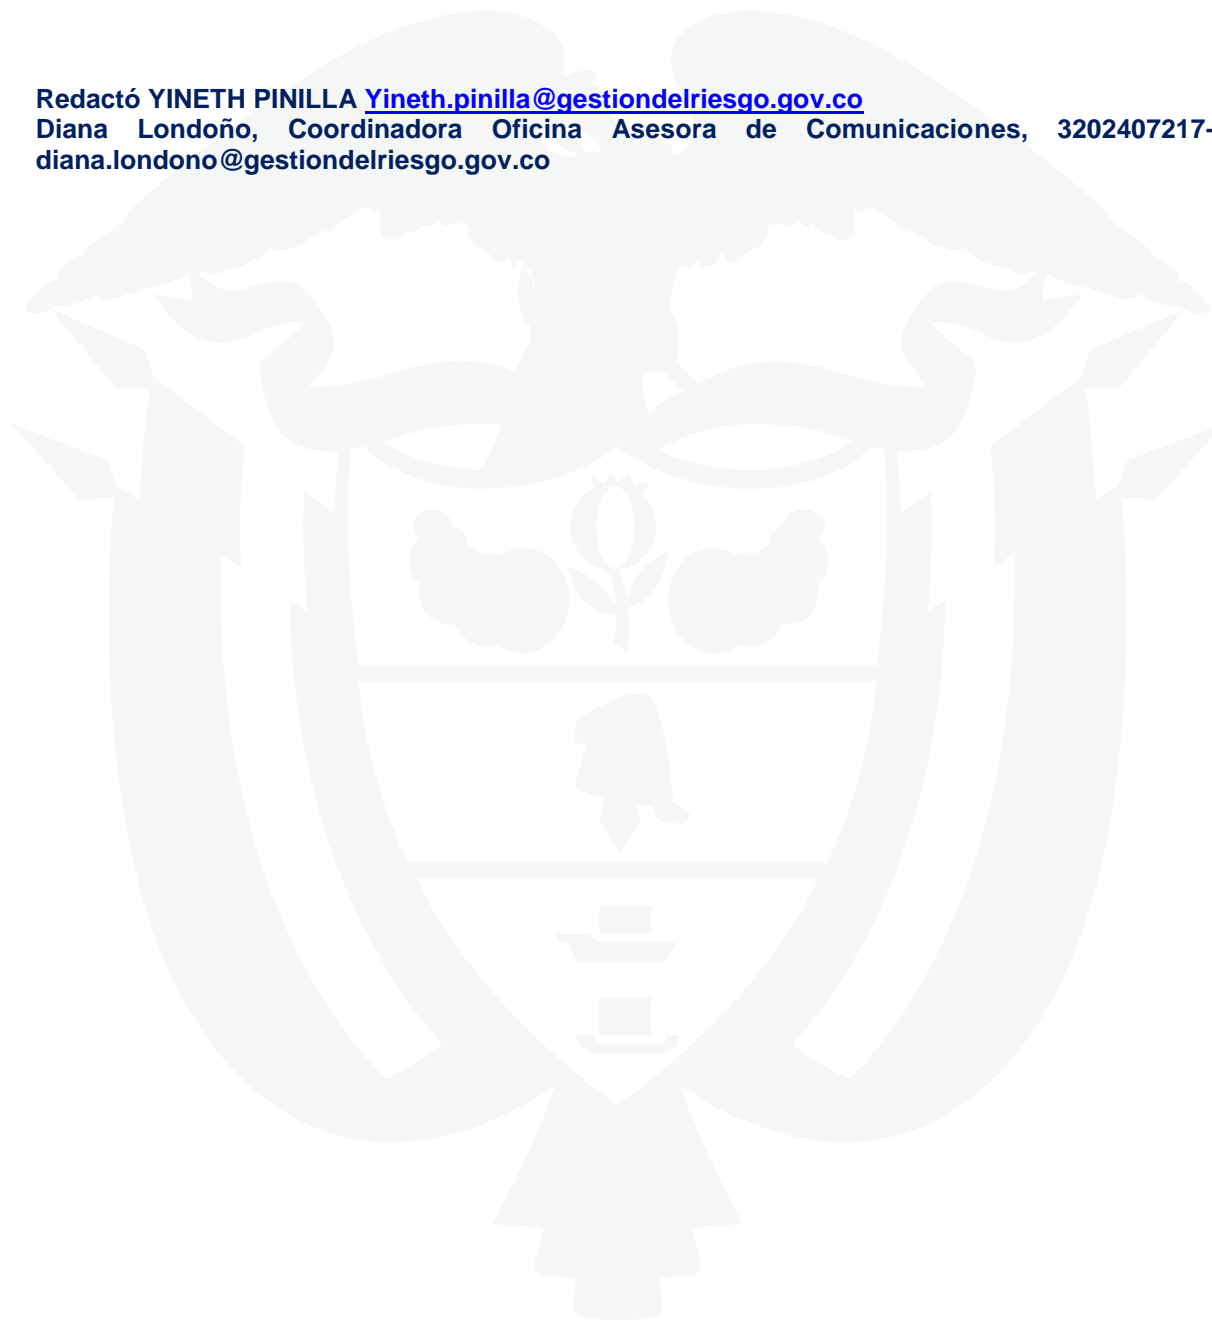 Redactó YINETH PINILLA Yineth.pinilla@gestiondelriesgo.gov.co
Diana Londoño, Coordinadora Oficina Asesora de Comunicaciones, 3202407217-
diana.londono@gestiondelriesgo.gov.co